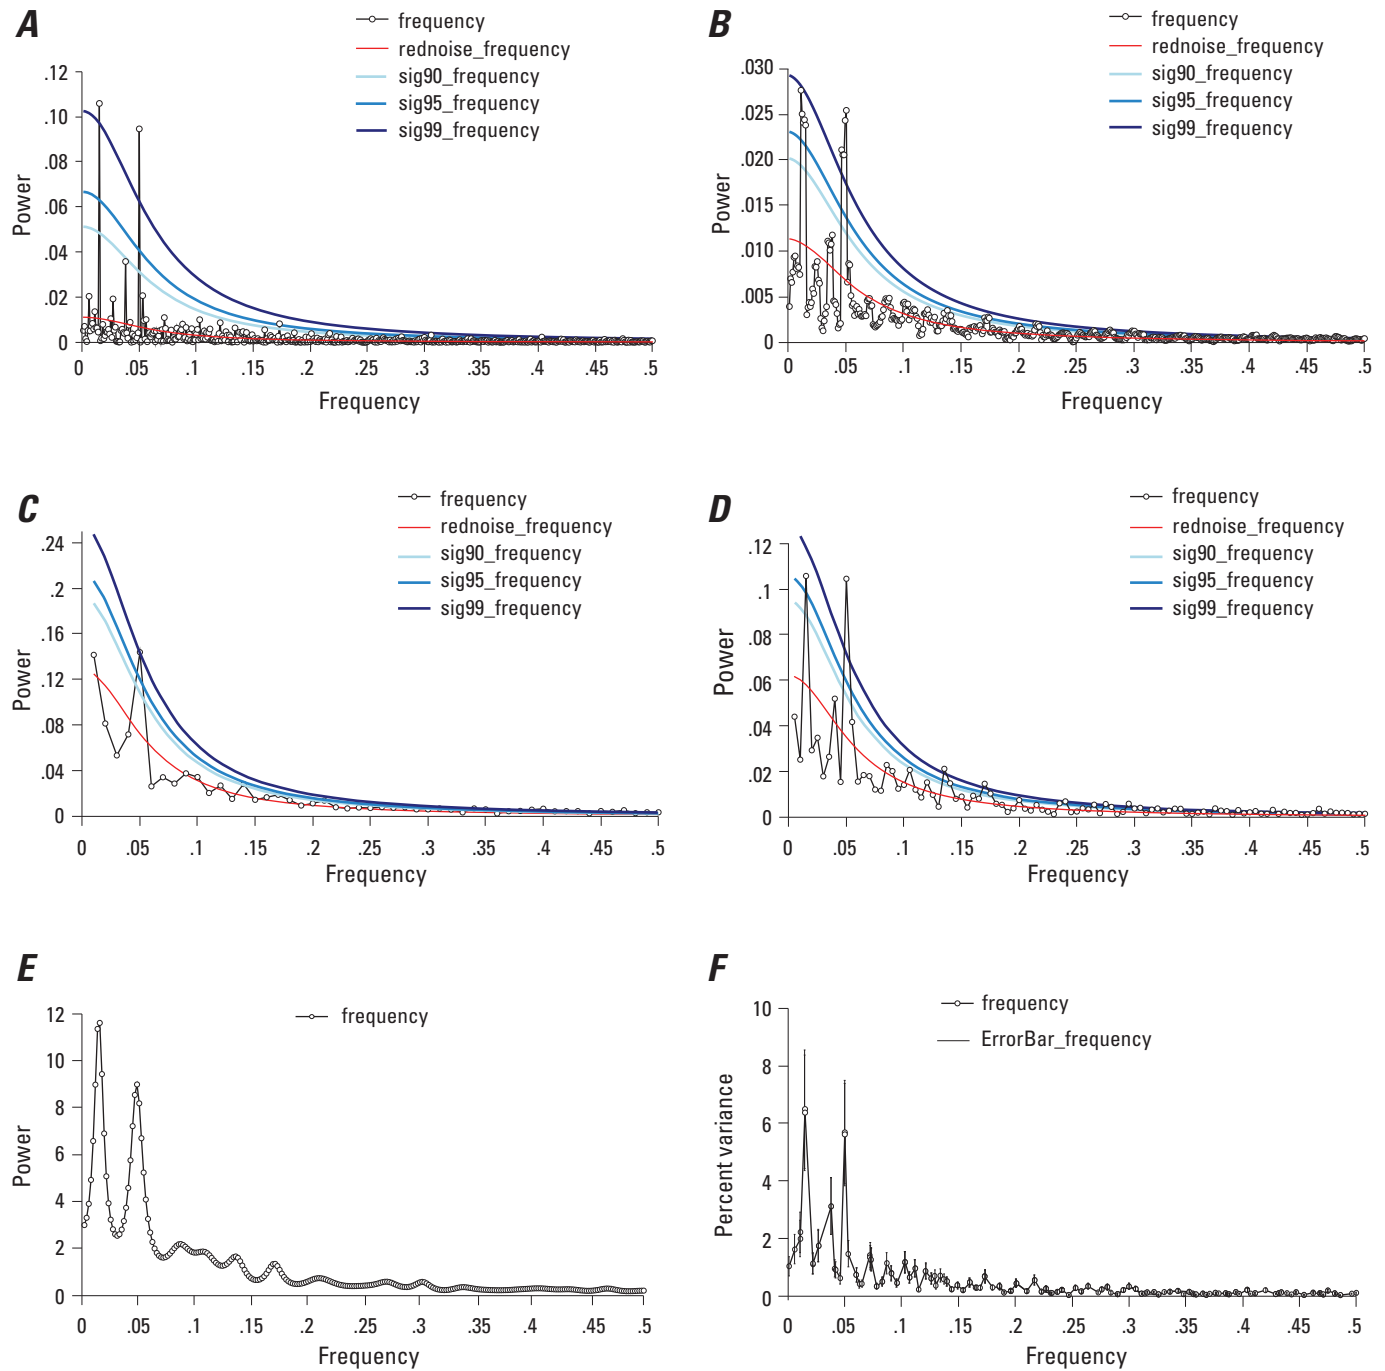 A
frequency
rednoise_frequency
sig90_frequency
sig95_frequency
sig99_frequency
.12
.10
.08
.06
.04
.02
0
Power
0 .05 .1 .15 .2 .25 .3 .35 .4 .45 .5
Frequency
B
frequency
rednoise_frequency
sig90_frequency
sig95_frequency
sig99_frequency
.030
.025
.020
.015
.010
.005
0
Power
0 .05 .1 .15 .2 .25 .3 .35 .4 .45 .5
Frequency
C
frequency
rednoise_frequency
sig90_frequency
sig95_frequency
sig99_frequency
.24
.2
.16
.12
.08
.04
0
Power
0 .05 .1 .15 .2 .25 .3 .35 .4 .45 .5
Frequency
D
frequency
rednoise_frequency
sig90_frequency
sig95_frequency
sig99_frequency
.12
.1
.08
.06
.04
.02
0
Power
0 .05 .1 .15 .2 .25 .3 .35 .4 .45 .5
Frequency
E
frequency
12
10
8
6
4
2
0
Power
0 .05 .1 .15 .2 .25 .3 .35 .4 .45 .5
Frequency
F
frequency
ErrorBar_frequency
10
8
6
4
2
0
Percent variance
0 .05 .1 .15 .2 .25 .3 .35 .4 .45 .5
Frequency